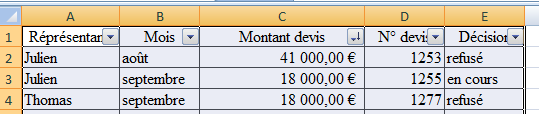 A B C D E
1 Réprésentar Mois Montant devis N° devi Décision
2 Julien août 41 000,00 € 1253 refusé
3 Julien septembre 18 000,00 € 1255 en cours
4 Thomas septembre 18 000,00 € 1277 refusé